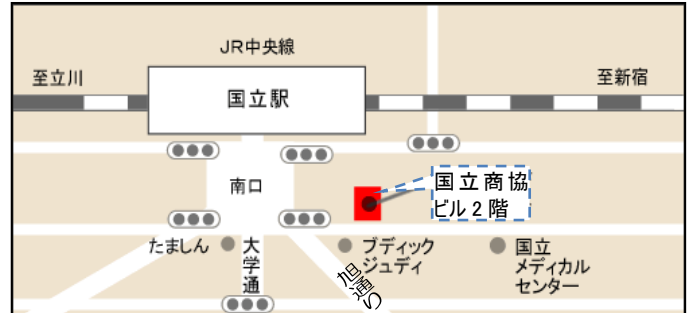 JR中央線
至立川
至新宿
国立駅
南口
国立商協
ビル2階
たましん
大学通
ブディック
ジュディ
国立
メディカル
センター
旭通り